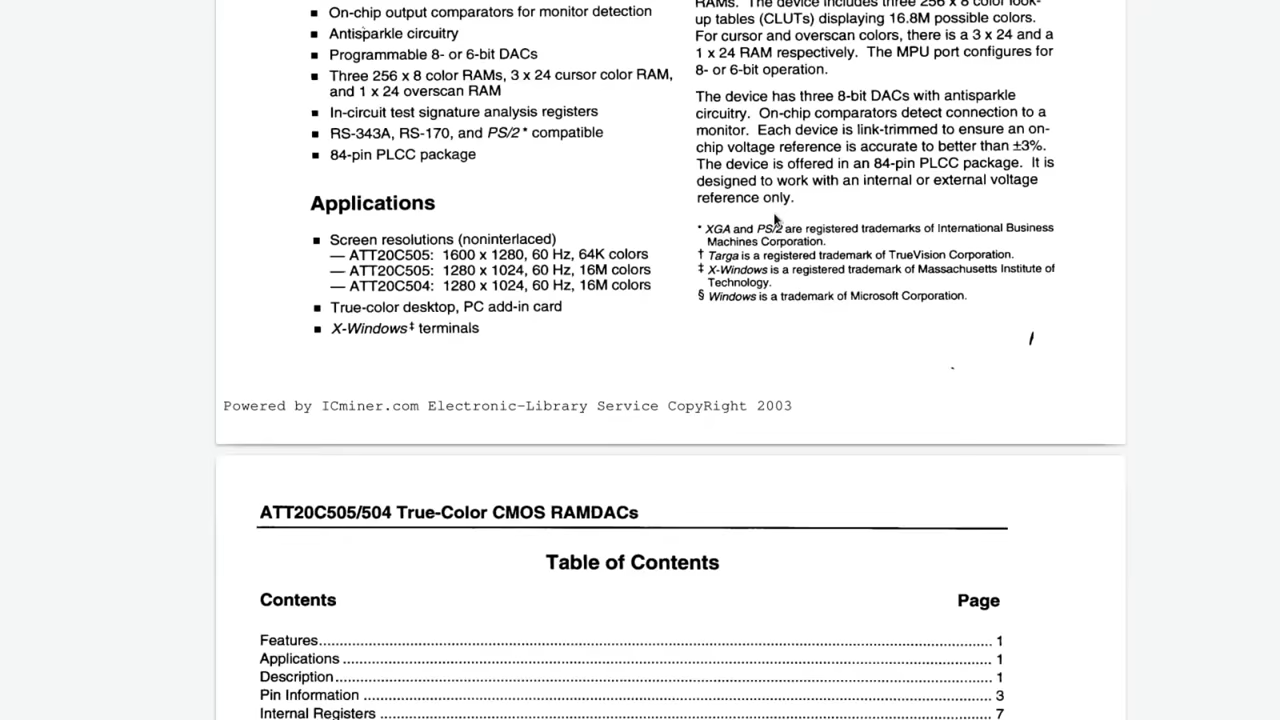 ■ On-chip output comparators for monitor detection
■ Antisparkle circuitry
■ Programmable 8- or 6-bit DACs
■ Three 256 x 8 color RAMs, 3 x 24 cursor color RAM,
and 1 x 24 overscan RAM
■ In-circuit test signature analysis registers
■ RS-343A, RS-170, and PS/2* compatible
■ 84-pin PLCC package
Applications
■ Screen resolutions (noninterlaced)
— ATT20C505: 1600 x 1280, 60 Hz, 64K colors
— ATT20C505: 1280 x 1024, 60 Hz, 16M colors
— ATT20C504: 1280 x 1024, 60 Hz, 16M colors
■ True-color desktop, PC add-in card
■ X-Windows‡ terminals
RAMs. The device includes three 256 x 8 color look-
up tables (CLUTs) displaying 16.8M possible colors.
For cursor and overscan colors, there is a 3 x 24 and a
1 x 24 RAM respectively. The MPU port configures for
8- or 6-bit operation.
The device has three 8-bit DACs with antisparkle
circuitry. On-chip comparators detect connection to a
monitor. Each device is link-trimmed to ensure an on-
chip voltage reference is accurate to better than ±3%.
The device is offered in an 84-pin PLCC package. It is
designed to work with an internal or external voltage
reference only.
* XGA and PS/2 are registered trademarks of International Business
Machines Corporation.
† Targa is a registered trademark of TrueVision Corporation.
‡ X-Windows is a registered trademark of Massachusetts Institute of
Technology.
§ Windows is a trademark of Microsoft Corporation.
Powered by ICminer.com Electronic-Library Service CopyRight 2003
ATT20C505/504 True-Color CMOS RAMDACs
Table of Contents
Contents Page
Features........................................ 1
Applications ........................................ 1
Description........................................ 1
Pin Information ........................................ 3
Internal Registers ........................................ 7